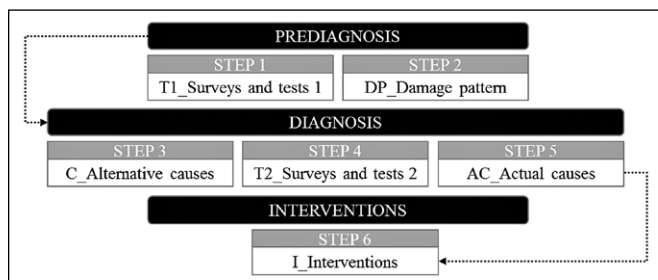 PREDIAGNOSIS
STEP 1 STEP 2
T1_Surveys and tests 1 DP_Damage pattern
DIAGNOSIS
STEP 3 STEP 4 STEP 5
C_Alternative causes T2_Surveys and tests 2 AC_Actual causes
INTERVENTIONS
STEP 6
I_Interventions